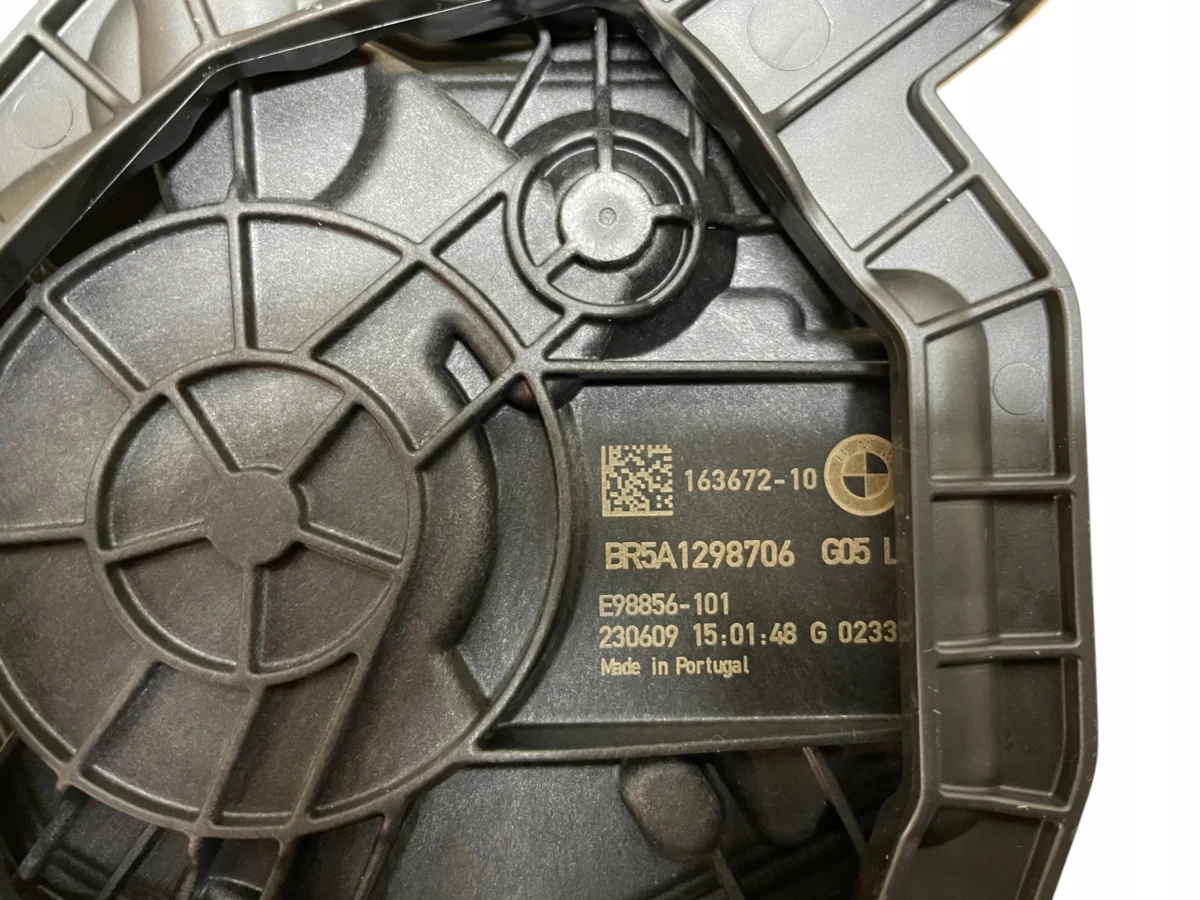 163672-10
BR5A1298706 G05 L
E98856-101
230609 15:01:48 G 0233
Made in Portugal